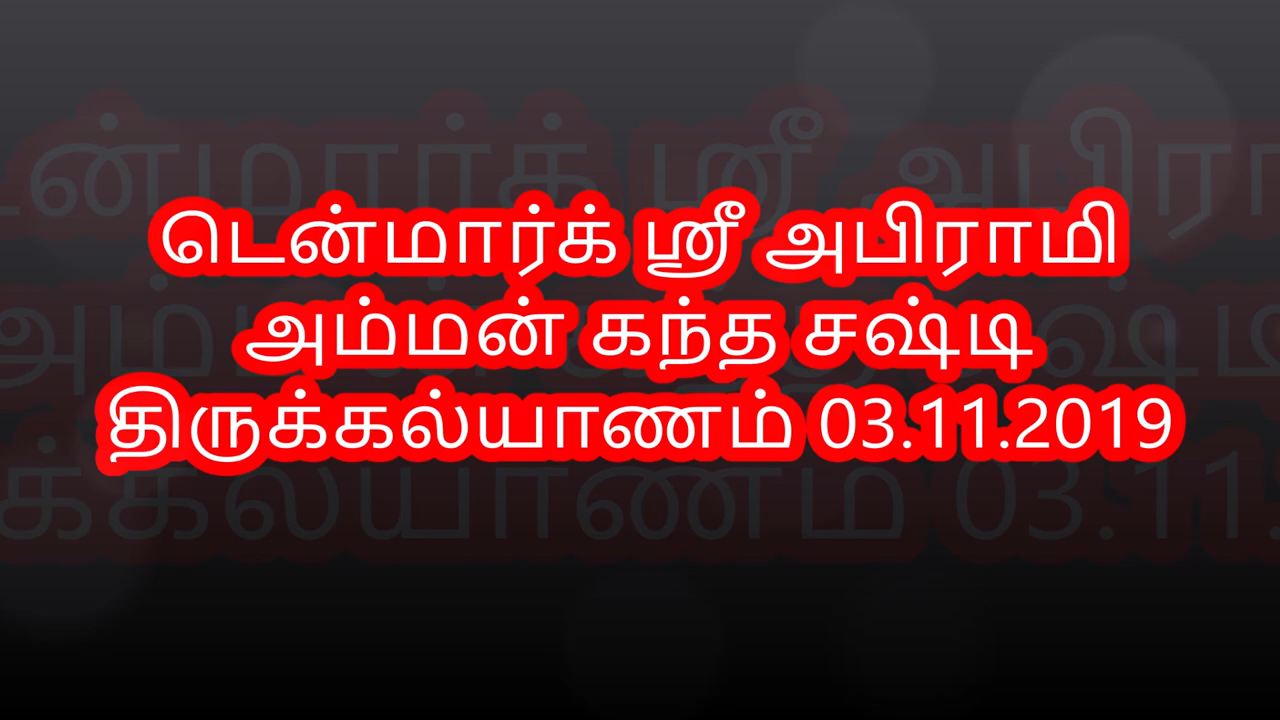 டென்மார்க் ஸ்ரீ அபிராமி
அம்மன் கந்த சஷ்டி
திருக்கல்யாணம் 03.11.2019